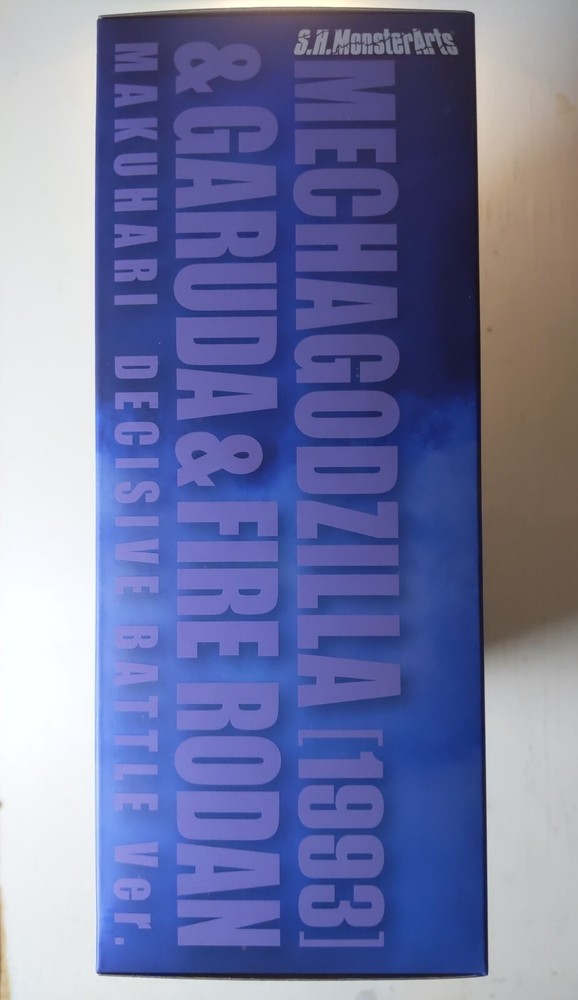 S.H.MonsterArts
MECHAGODZILLA [1993]
& GARUDA & FIRE RODAN
MAKUHARI DECISIVE BATTLE Ver.